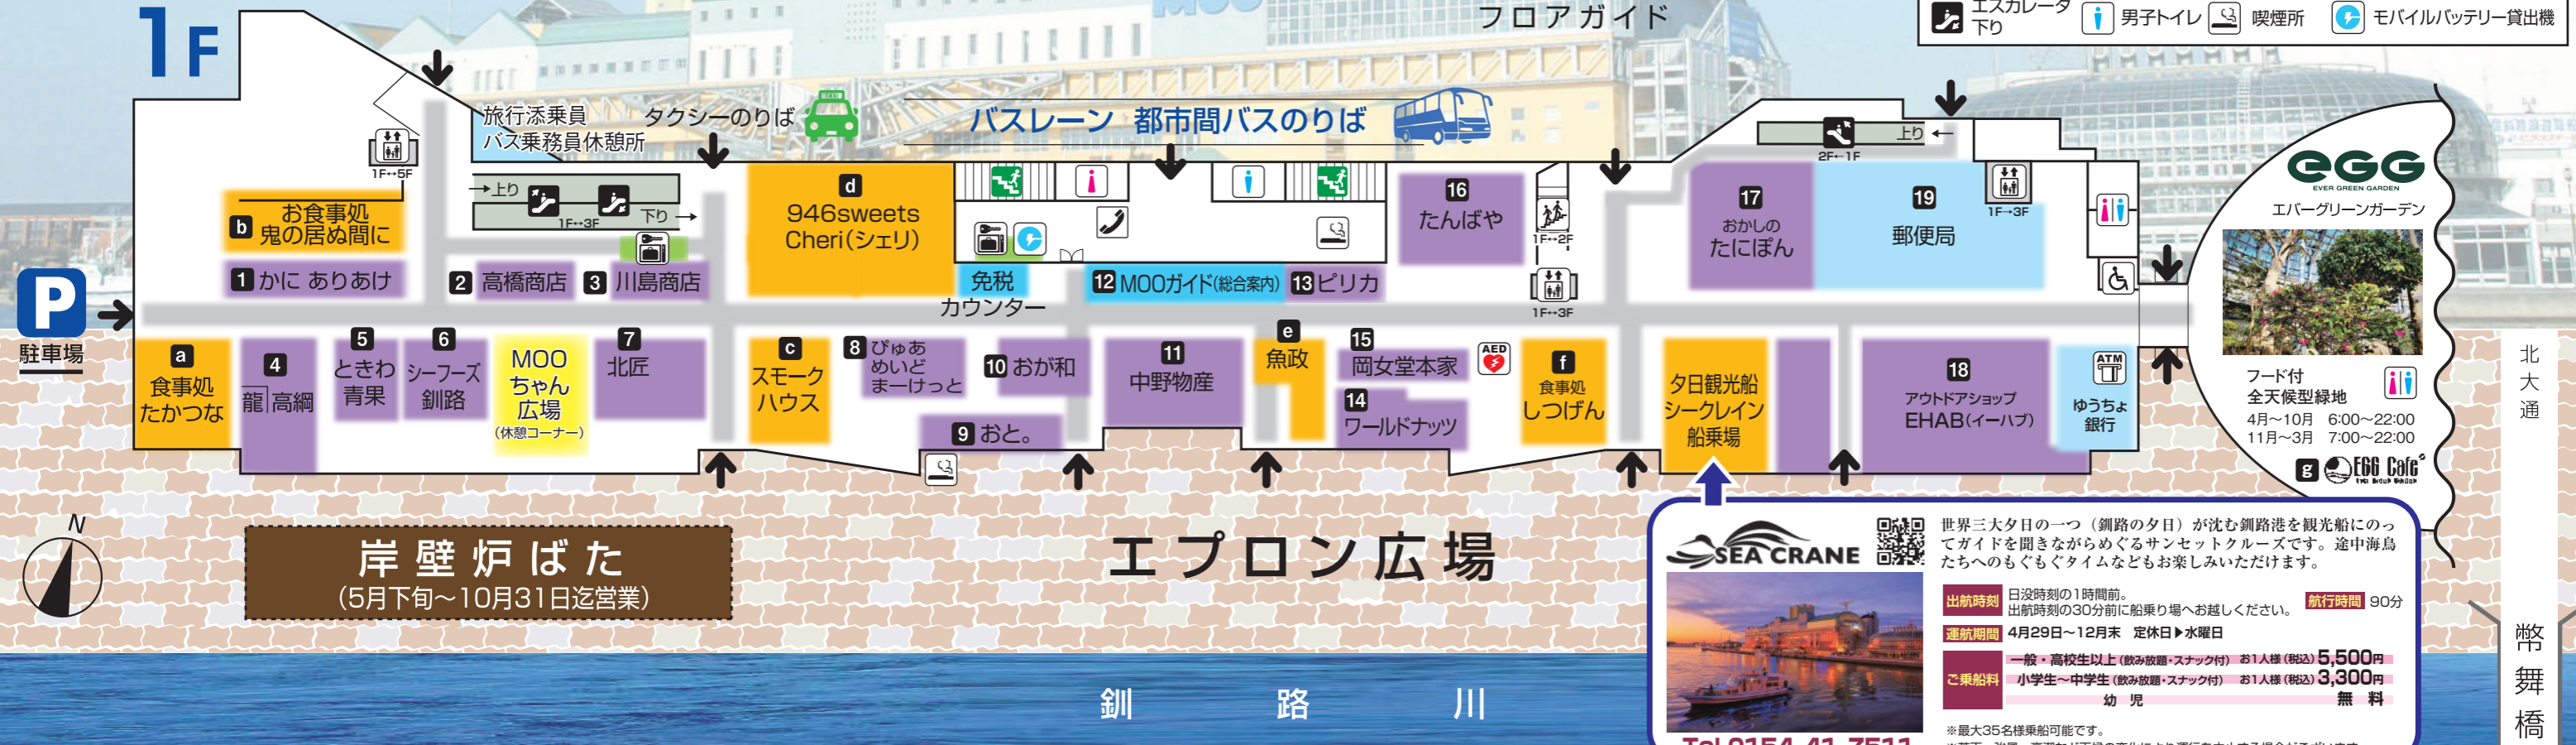 1F
MOO
フロアガイド
エスカレータ
下り
男子トイレ
喫煙所
モバイルバッテリー貸出機
旅行添乗員
バス乗務員休憩所
タクシーのりば
TAXI
バスレーン 都市間バスのりば
1F↔5F
→上り
下り→
1F↔3F
b お食事処
鬼の居ぬ間に
1 かに ありあけ
2 高橋商店
3 川島商店
d
946sweets
Cheri(シェリ)
免税
カウンター
12 MOOガイド(総合案内)
13 ピリカ
16
たんばや
1F↔2F
1F↔3F
上り←
2F←1F
17
おかしの
たにぽん
19
郵便局
1F→3F
P
駐車場
a
食事処
たかつな
4
龍 高綱
5
ときわ
青果
6
シーフーズ
釧路
MOO
ちゃん
広場
(休憩コーナー)
7
北匠
c
スモーク
ハウス
8 ぴゅあ
めいど
まーけっと
9 おと。
10 おが和
11
中野物産
e
魚政
15
岡女堂本家
14
ワールドナッツ
AED
f
食事処
しつげん
夕日観光船
シークレイン
船乗場
18
アウトドアショップ
EHAB(イーハブ)
ATM
ゆうちょ
銀行
eGG
EVER GREEN GARDEN
エバーグリーンガーデン
フード付
全天候型緑地
4月〜10月 6:00〜22:00
11月〜3月 7:00〜22:00
g EGG Cafe
北大通
幣舞橋
N
岸壁炉ばた
(5月下旬〜10月31日迄営業)
エプロン広場
釧路川
SEA CRANE
世界三大夕日の一つ（釧路の夕日）が沈む釧路港を観光船にのっ
てガイドを聞きながらめぐるサンセットクルーズです。途中海鳥
たちへのもぐもぐタイムなどもお楽しみいただけます。
出航時刻 日没時刻の1時間前。
出航時刻の30分前に船乗り場へお越しください。
航行時間 90分
運航期間 4月29日〜12月末 定休日▶水曜日
ご乗船料
一般・高校生以上(飲み放題・スナック付) お1人様(税込)5,500円
小学生〜中学生(飲み放題・スナック付) お1人様(税込)3,300円
幼児 無料
※最大35名様乗船可能です。
Tel.0154-41-7511